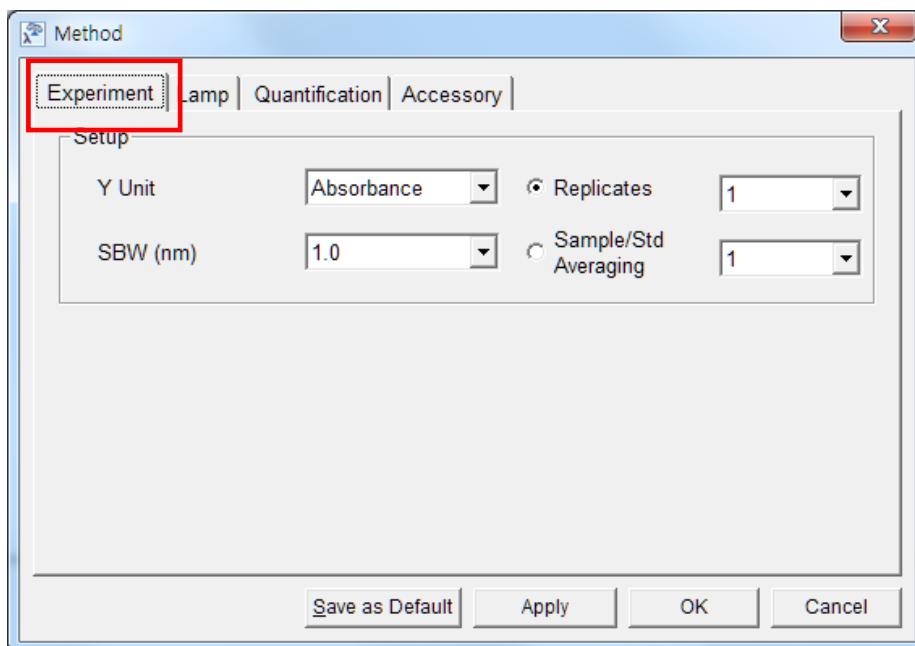 Method
Experiment Lamp Quantification Accessory
Setup
Y Unit Absorbance Replicates 1
SBW (nm) 1.0 Sample/Std Averaging 1
Save as Default Apply OK Cancel